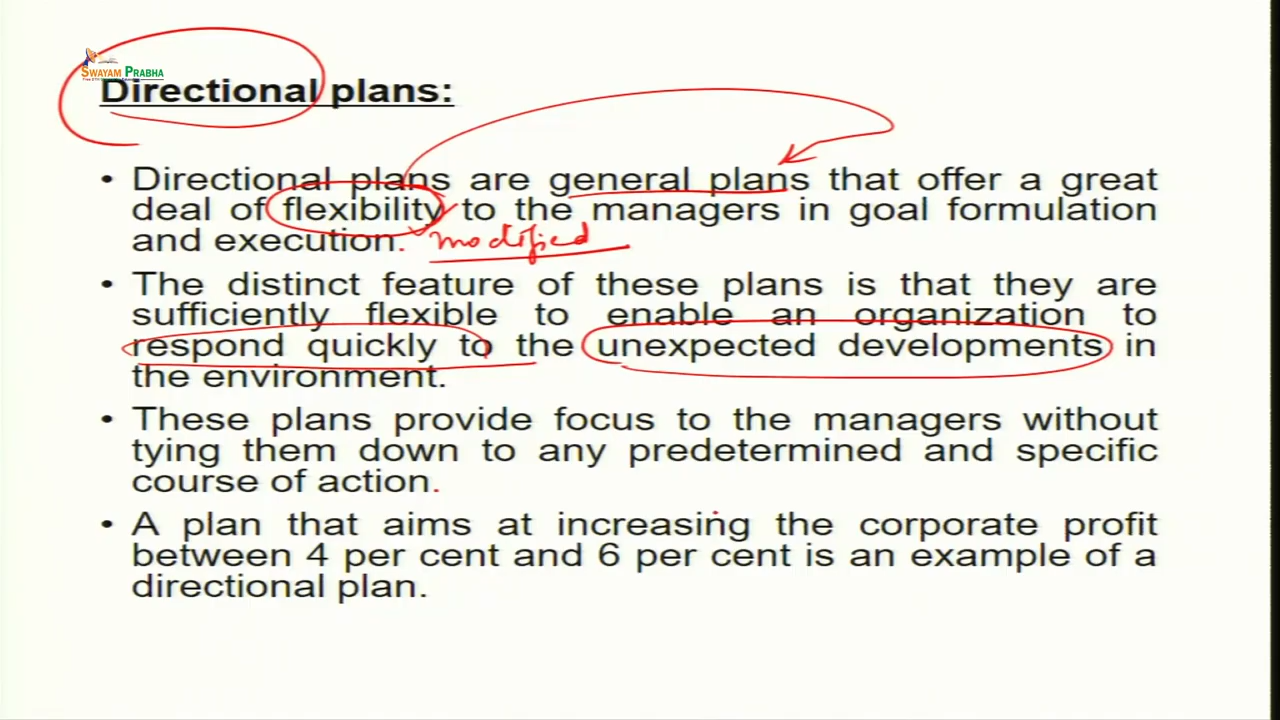 SWAYAM PRABHA
Directional plans:
• Directional plans are general plans that offer a great
deal of flexibility to the managers in goal formulation
and execution. modified
• The distinct feature of these plans is that they are
sufficiently flexible to enable an organization to
respond quickly to the unexpected developments in
the environment.
• These plans provide focus to the managers without
tying them down to any predetermined and specific
course of action.
• A plan that aims at increasing the corporate profit
between 4 per cent and 6 per cent is an example of a
directional plan.